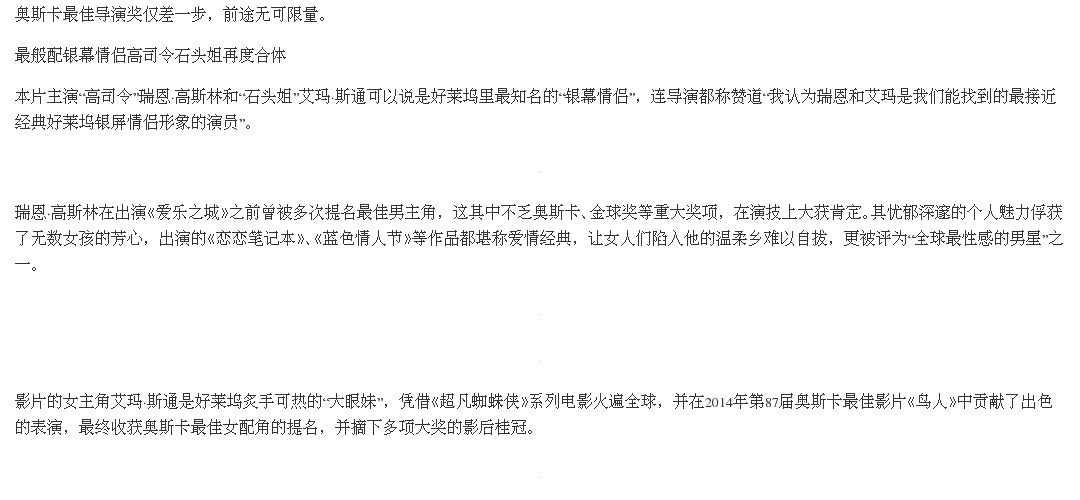 奥斯卡最佳导演奖仅差一步，前途无可限量。
最般配银幕情侣高司令石头姐再度合体
本片主演“高司令”瑞恩·高斯林和“石头姐”艾玛·斯通可以说是好莱坞里最知名的“银幕情侣”，连导演都称赞道“我认为瑞恩和艾玛是我们能找到的最接近
经典好莱坞银屏情侣形象的演员”。
瑞恩·高斯林在出演《爱乐之城》之前曾被多次提名最佳男主角，这其中不乏奥斯卡、金球奖等重大奖项，在演技上大获肯定。其忧郁深邃的个人魅力俘获
了无数女孩的芳心，出演的《恋恋笔记本》、《蓝色情人节》等作品都堪称爱情经典，让女人们陷入他的温柔乡难以自拔，更被评为“全球最性感的男星”之
一。
影片的女主角艾玛·斯通是好莱坞炙手可热的“大眼妹”，凭借《超凡蜘蛛侠》系列电影火遍全球，并在2014年第87届奥斯卡最佳影片《鸟人》中贡献了出色
的表演，最终收获奥斯卡最佳女配角的提名，并摘下多项大奖的影后桂冠。